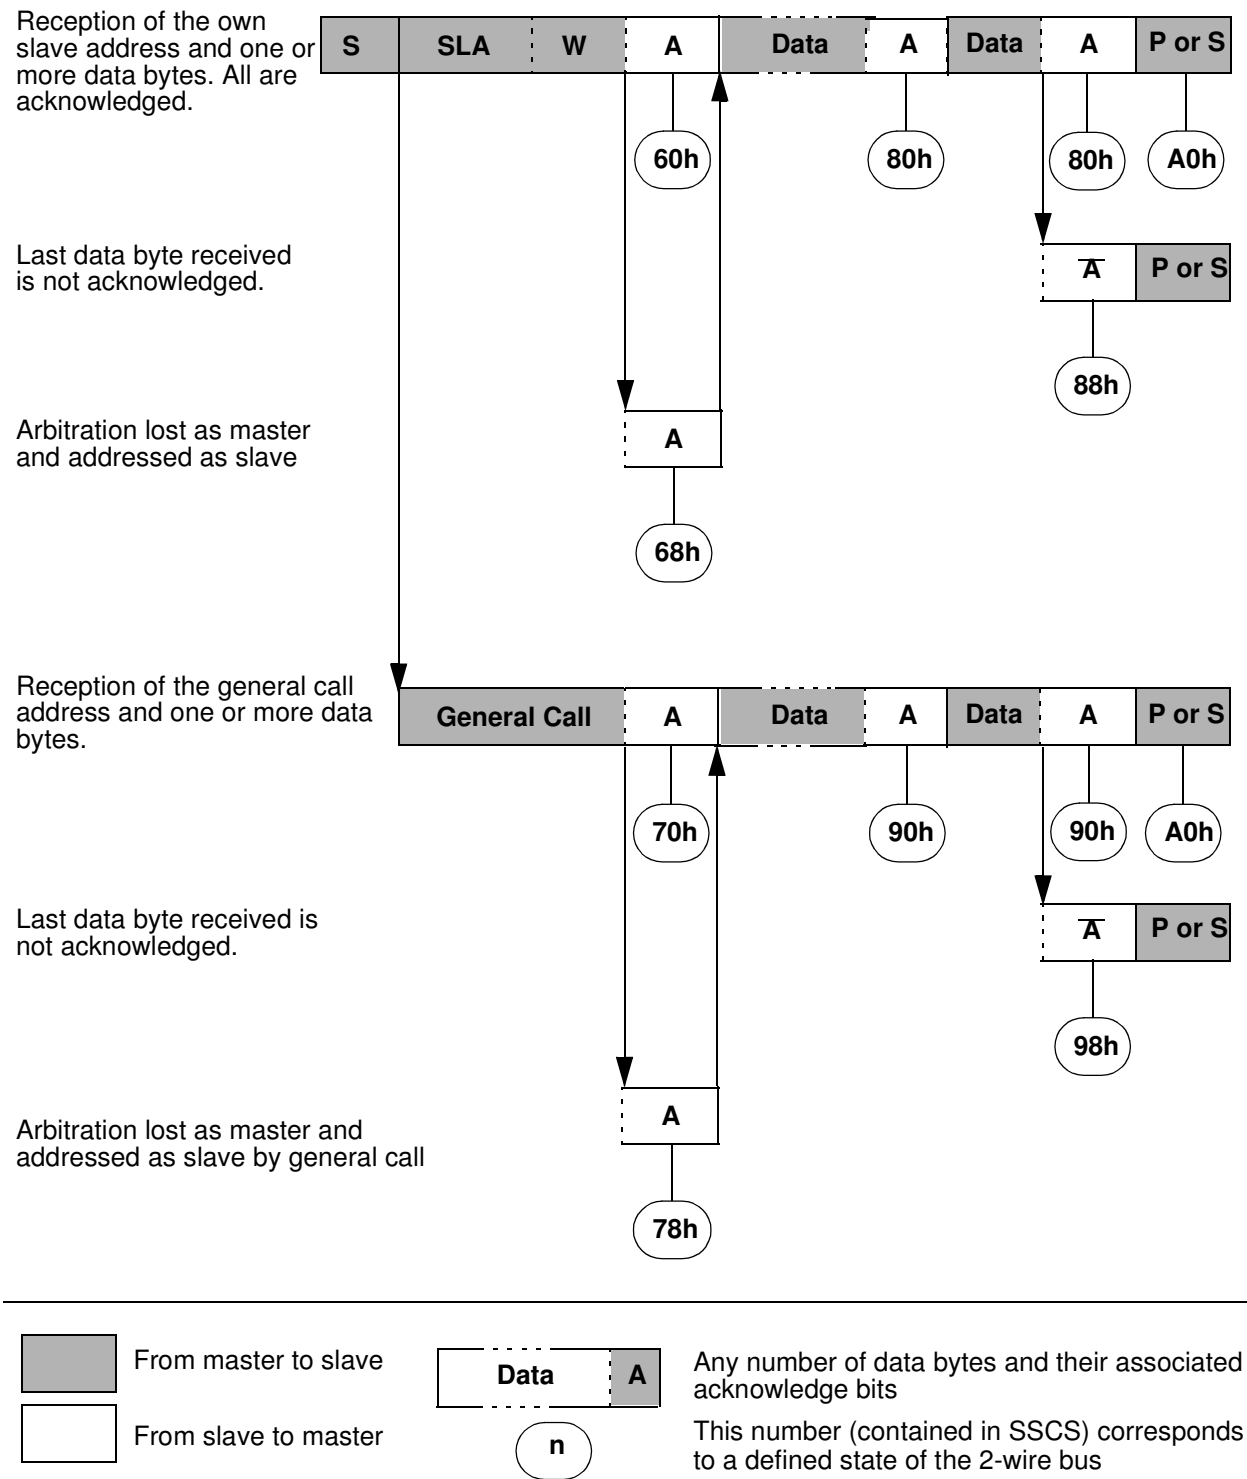 Reception of the own
slave address and one or
more data bytes. All are
acknowledged.
S SLA W A Data A Data A P or S
60h 80h 80h A0h
Last data byte received
is not acknowledged.
A̅ P or S
88h
Arbitration lost as master
and addressed as slave
A
68h
Reception of the general call
address and one or more data
bytes.
General Call A Data A Data A P or S
70h 90h 90h A0h
Last data byte received is
not acknowledged.
A̅ P or S
98h
Arbitration lost as master and
addressed as slave by general call
A
78h
From master to slave
Data A
Any number of data bytes and their associated
acknowledge bits
From slave to master
n
This number (contained in SSCS) corresponds
to a defined state of the 2-wire bus